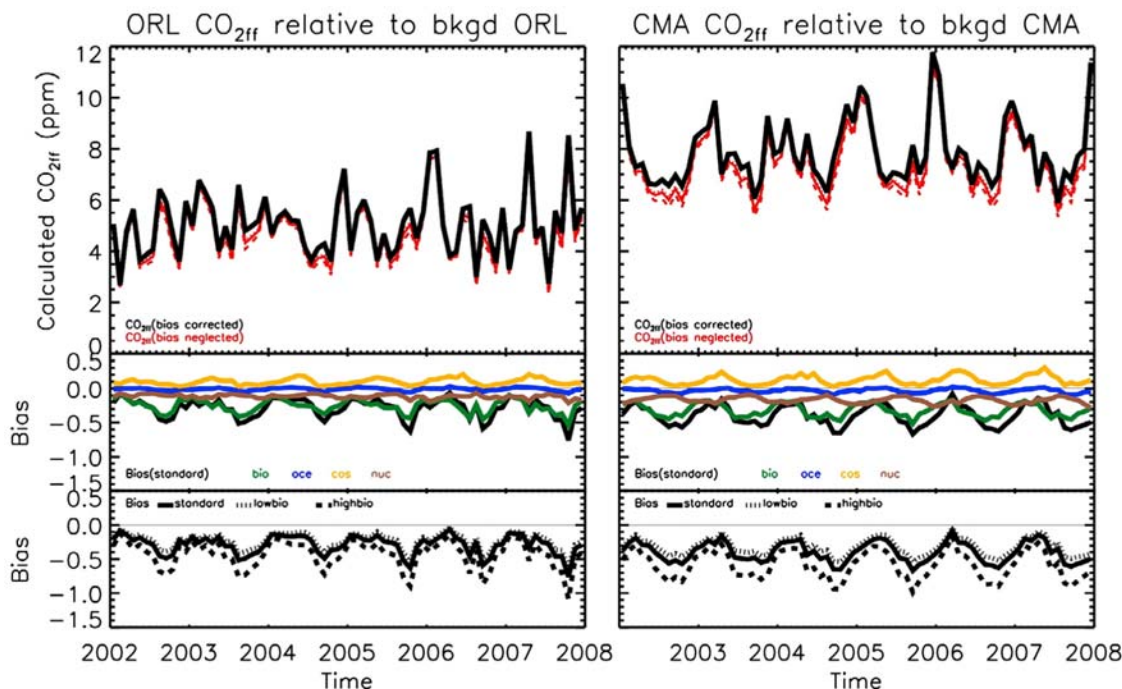 ORL CO2ff relative to bkgd ORL
CMA CO2ff relative to bkgd CMA
Calculated CO2ff (ppm)
12
10
8
6
4
2
0
CO2ff(bias corrected)
CO2ff(bias neglected)
CO2ff(bias corrected)
CO2ff(bias neglected)
Bias
0.5
0.0
−0.5
−1.0
−1.5
Bias(standard) bio oce cos nuc
Bias(standard) bio oce cos nuc
Bias
0.5
0.0
−0.5
−1.0
−1.5
Bias standard lowbio highbio
Bias standard lowbio highbio
2002 2003 2004 2005 2006 2007 2008
Time
2003 2004 2005 2006 2007 2008
Time